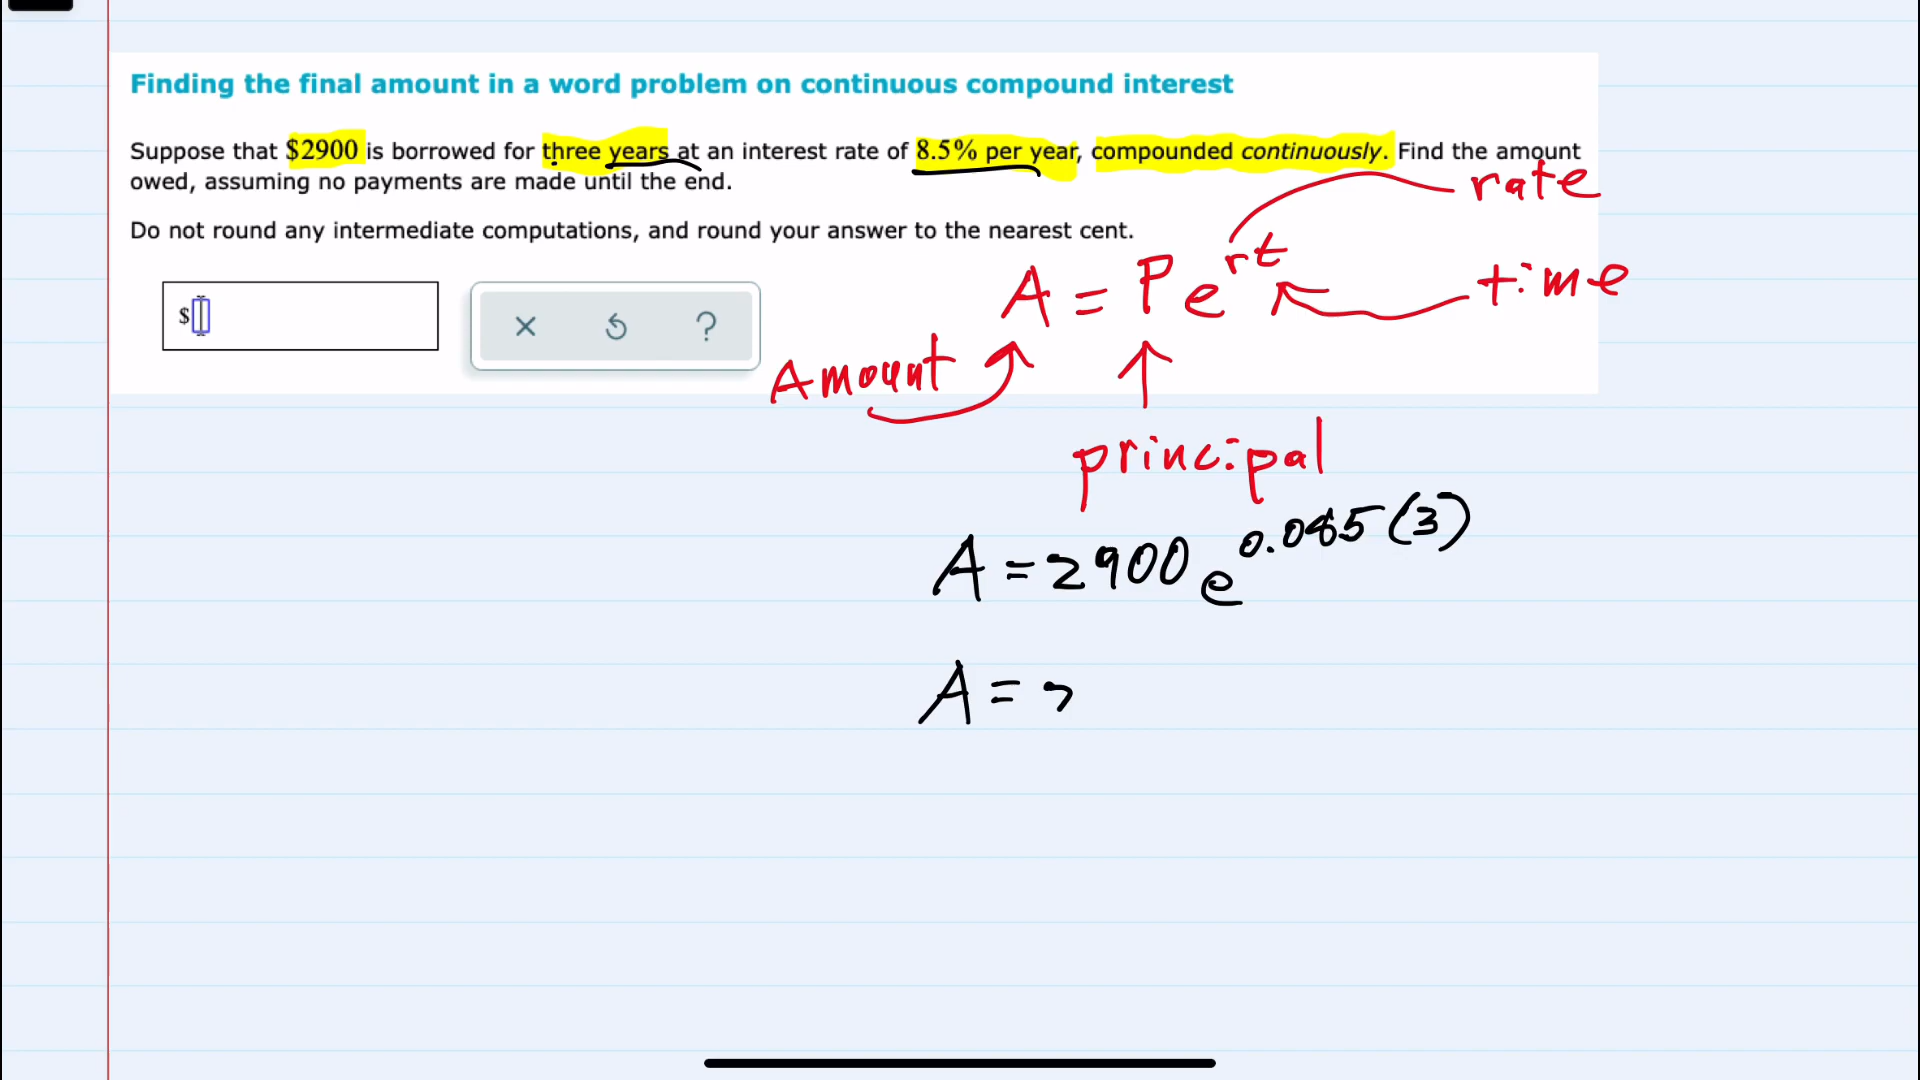 Finding the final amount in a word problem on continuous compound interest
Suppose that $2900 is borrowed for three years at an interest rate of 8.5% per year, compounded continuously. Find the amount
owed, assuming no payments are made until the end.
Do not round any intermediate computations, and round your answer to the nearest cent.
$
× ?
rate
A = Pe^rt
time
Amount
principal
A = 2900 e^0.085(3)
A =